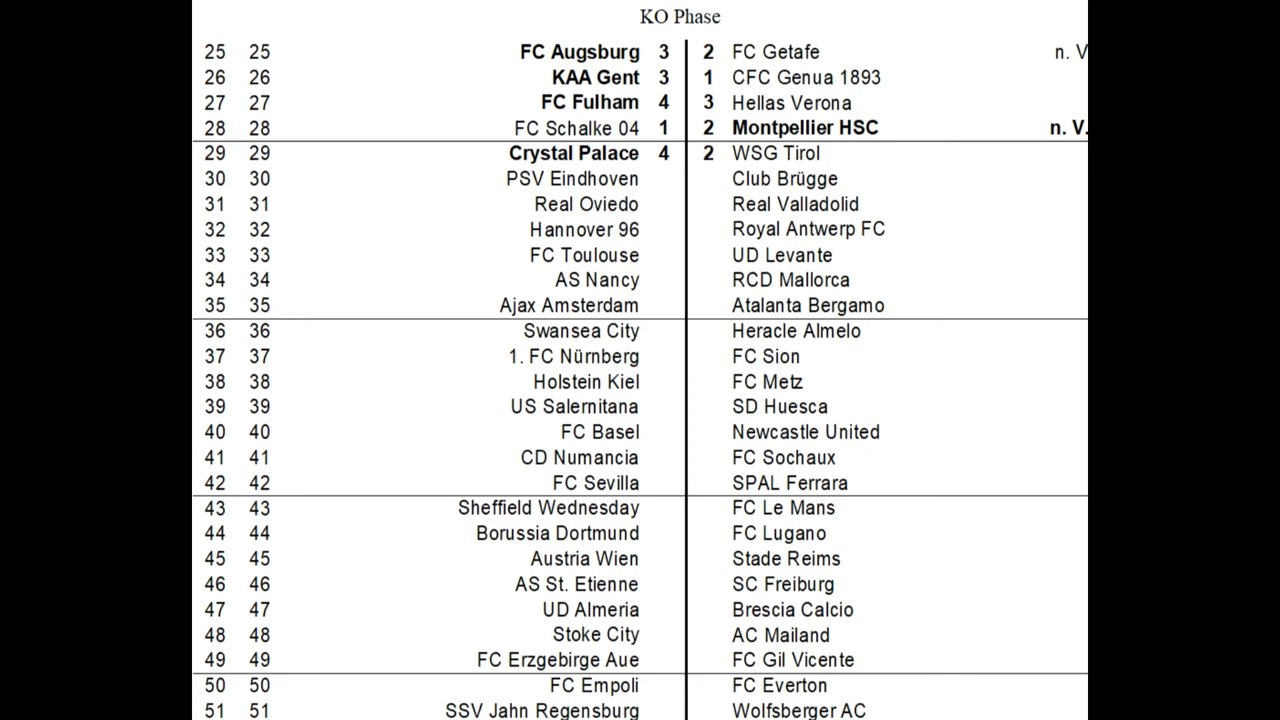 KO Phase
25 25 FC Augsburg 3 2 FC Getafe n. V
26 26 KAA Gent 3 1 CFC Genua 1893
27 27 FC Fulham 4 3 Hellas Verona
28 28 FC Schalke 04 1 2 Montpellier HSC n. V.
29 29 Crystal Palace 4 2 WSG Tirol
30 30 PSV Eindhoven Club Brügge
31 31 Real Oviedo Real Valladolid
32 32 Hannover 96 Royal Antwerp FC
33 33 FC Toulouse UD Levante
34 34 AS Nancy RCD Mallorca
35 35 Ajax Amsterdam Atalanta Bergamo
36 36 Swansea City Heracle Almelo
37 37 1. FC Nürnberg FC Sion
38 38 Holstein Kiel FC Metz
39 39 US Salernitana SD Huesca
40 40 FC Basel Newcastle United
41 41 CD Numancia FC Sochaux
42 42 FC Sevilla SPAL Ferrara
43 43 Sheffield Wednesday FC Le Mans
44 44 Borussia Dortmund FC Lugano
45 45 Austria Wien Stade Reims
46 46 AS St. Etienne SC Freiburg
47 47 UD Almeria Brescia Calcio
48 48 Stoke City AC Mailand
49 49 FC Erzgebirge Aue FC Gil Vicente
50 50 FC Empoli FC Everton
51 51 SSV Jahn Regensburg Wolfsberger AC